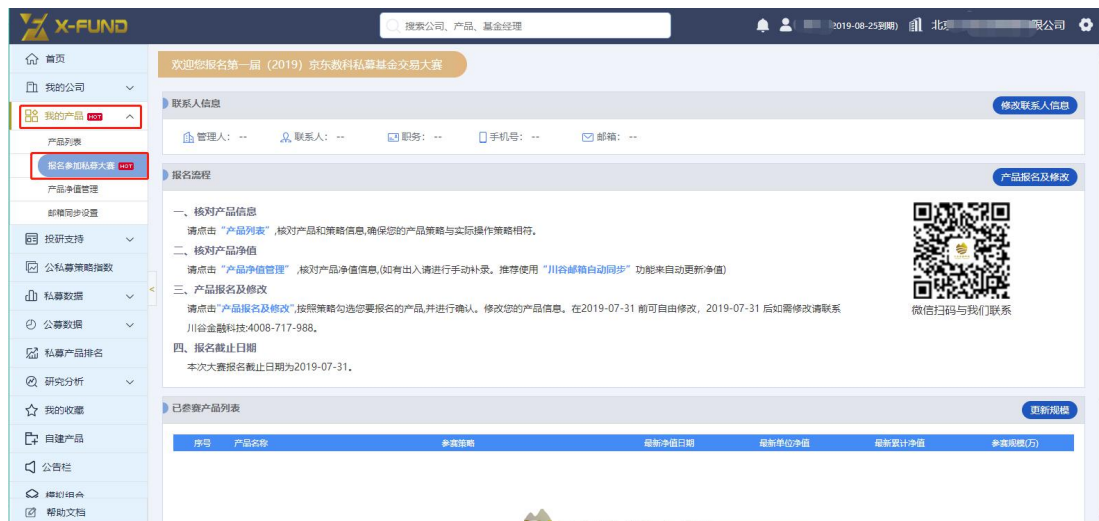 X-FUND
搜索公司、产品、基金经理
2019-08-25到期)
北京
限公司
首页
我的公司
我的产品 HOT
产品列表
报名参加私募大赛 HOT
产品净值管理
邮箱同步设置
投研支持
公私募策略指数
私募数据
公募数据
私募产品排名
研究分析
我的收藏
自建产品
公告栏
模拟组合
帮助文档
欢迎您报名第一届（2019）京东数科私募基金交易大赛
联系人信息
修改联系人信息
管理人： -- 联系人： -- 职务： -- 手机号： -- 邮箱： --
报名流程
产品报名及修改
一、核对产品信息
请点击“产品列表”,核对产品和策略信息,确保您的产品策略与实际操作策略相符。
二、核对产品净值
请点击“产品净值管理”,核对产品净值信息,(如有出入请进行手动补录。推荐使用“川谷邮箱自动同步”功能来自动更新净值)
三、产品报名及修改
请点击"产品报名及修改",按照策略勾选您要报名的产品,并进行确认。修改您的产品信息。在2019-07-31 前可自由修改，2019-07-31 后如需修改请联系
川谷金融科技:4008-717-988。
四、报名截止日期
本次大赛报名截止日期为2019-07-31。
微信扫码与我们联系
已参赛产品列表
更新规模
序号 产品名称 参赛策略 最新净值日期 最新单位净值 最新累计净值 参赛规模(万)